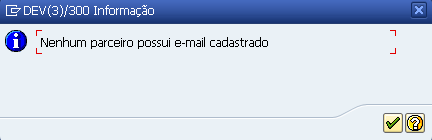 DEV(3)/300 Informação
Nenhum parceiro possui e-mail cadastrado